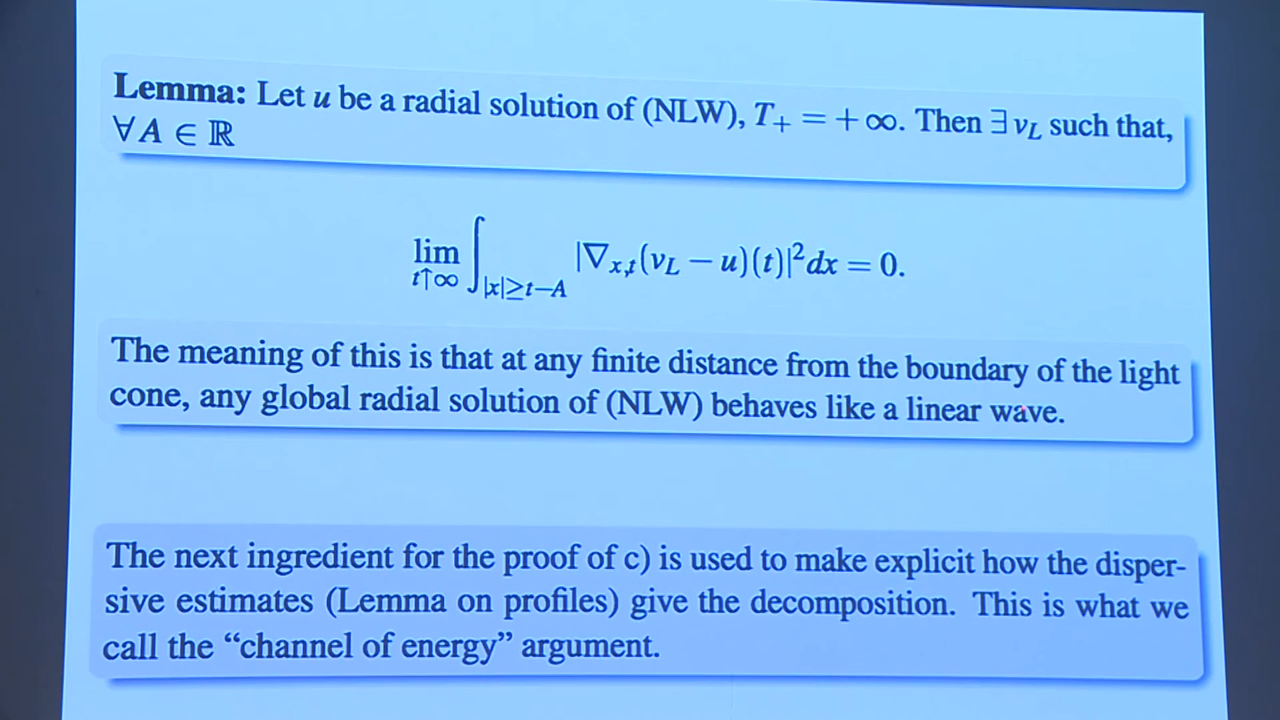 Lemma: Let u be a radial solution of (NLW), T₊ = +∞. Then ∃ v_L such that,
∀ A ∈ ℝ
lim_{t↑∞} ∫_{|x|≥t−A} |∇_{x,t}(v_L − u)(t)|² dx = 0.
The meaning of this is that at any finite distance from the boundary of the light
cone, any global radial solution of (NLW) behaves like a linear wave.
The next ingredient for the proof of c) is used to make explicit how the disper-
sive estimates (Lemma on profiles) give the decomposition. This is what we
call the “channel of energy” argument.